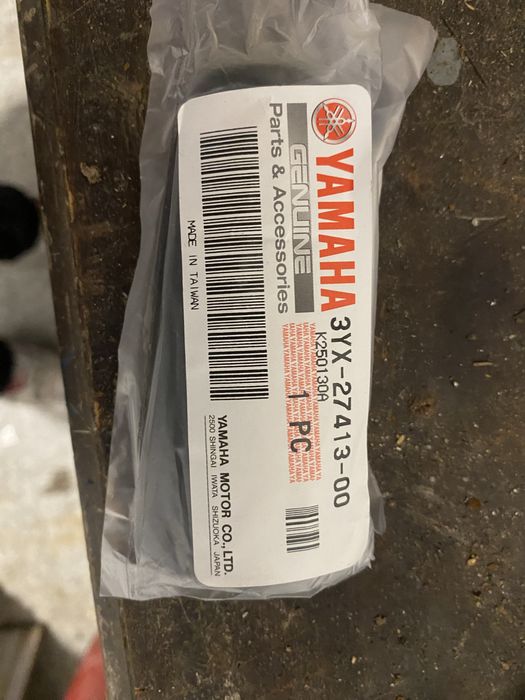 YAMAHA
GENUINE
Parts & Accessories
3YX-27413-00
K250130A
1 PC
MADE IN TAIWAN
YAMAHA MOTOR CO., LTD.
2500 SHINGAI IWATA SHIZUOKA JAPAN